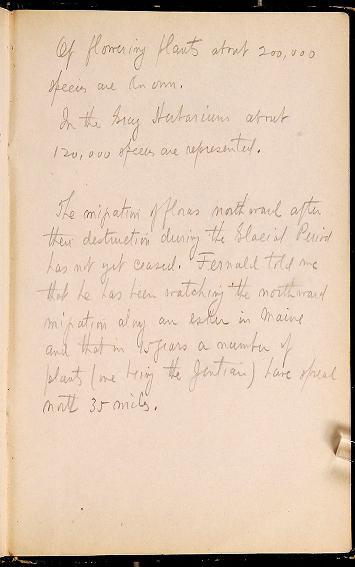 Of flowering plants about 200,000
species are known.
In the Gray Herbarium about
120,000 species are represented.
The migration of floras northward after
their destruction during the Glacial Period
has not yet ceased. Fernald told me
that he has been watching the northward
migration along an esker in Maine
and that in 15 years a number of
plants (one being the Gentian) have spread
north 35 miles.